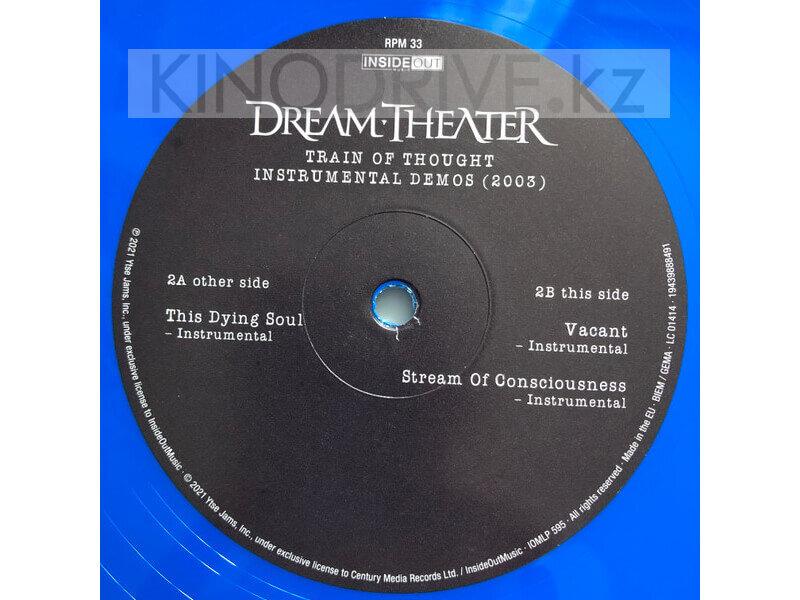 RPM 33
INSIDE OUT
MUSIC
KINODRIVE.kz
DREAM THEATER
TRAIN OF THOUGHT
INSTRUMENTAL DEMOS (2003)
2A other side
This Dying Soul
– Instrumental
2B this side
Vacant
– Instrumental
Stream Of Consciousness
– Instrumental
℗ 2021 Ytse Jams, Inc., under exclusive license to InsideOutMusic · © 2021 Ytse Jams, Inc., under exclusive license to Century Media Records Ltd. / InsideOutMusic · IOMLP 595 · All rights reserved · Made in the EU · BIEM / GEMA · LC 01414 · 19439888491